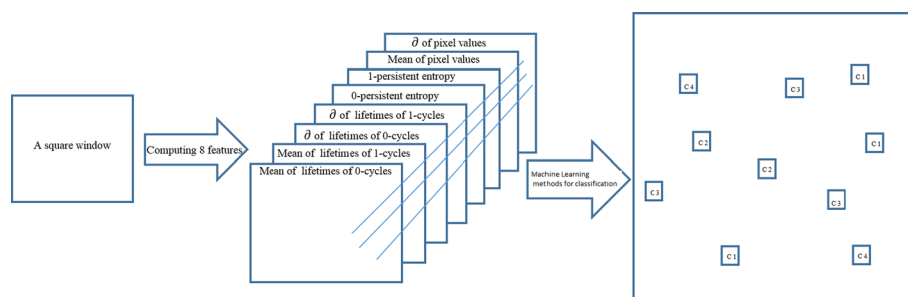 A square window
Computing 8 features
∂ of pixel values
Mean of pixel values
1-persistent entropy
0-persistent entropy
∂ of lifetimes of 1-cycles
∂ of lifetimes of 0-cycles
Mean of lifetimes of 1-cycles
Mean of lifetimes of 0-cycles
Machine Learning
methods for classification
C 1
C 4
C 3
C 2
C 1
C 2
C 3
C 3
C 1
C 4